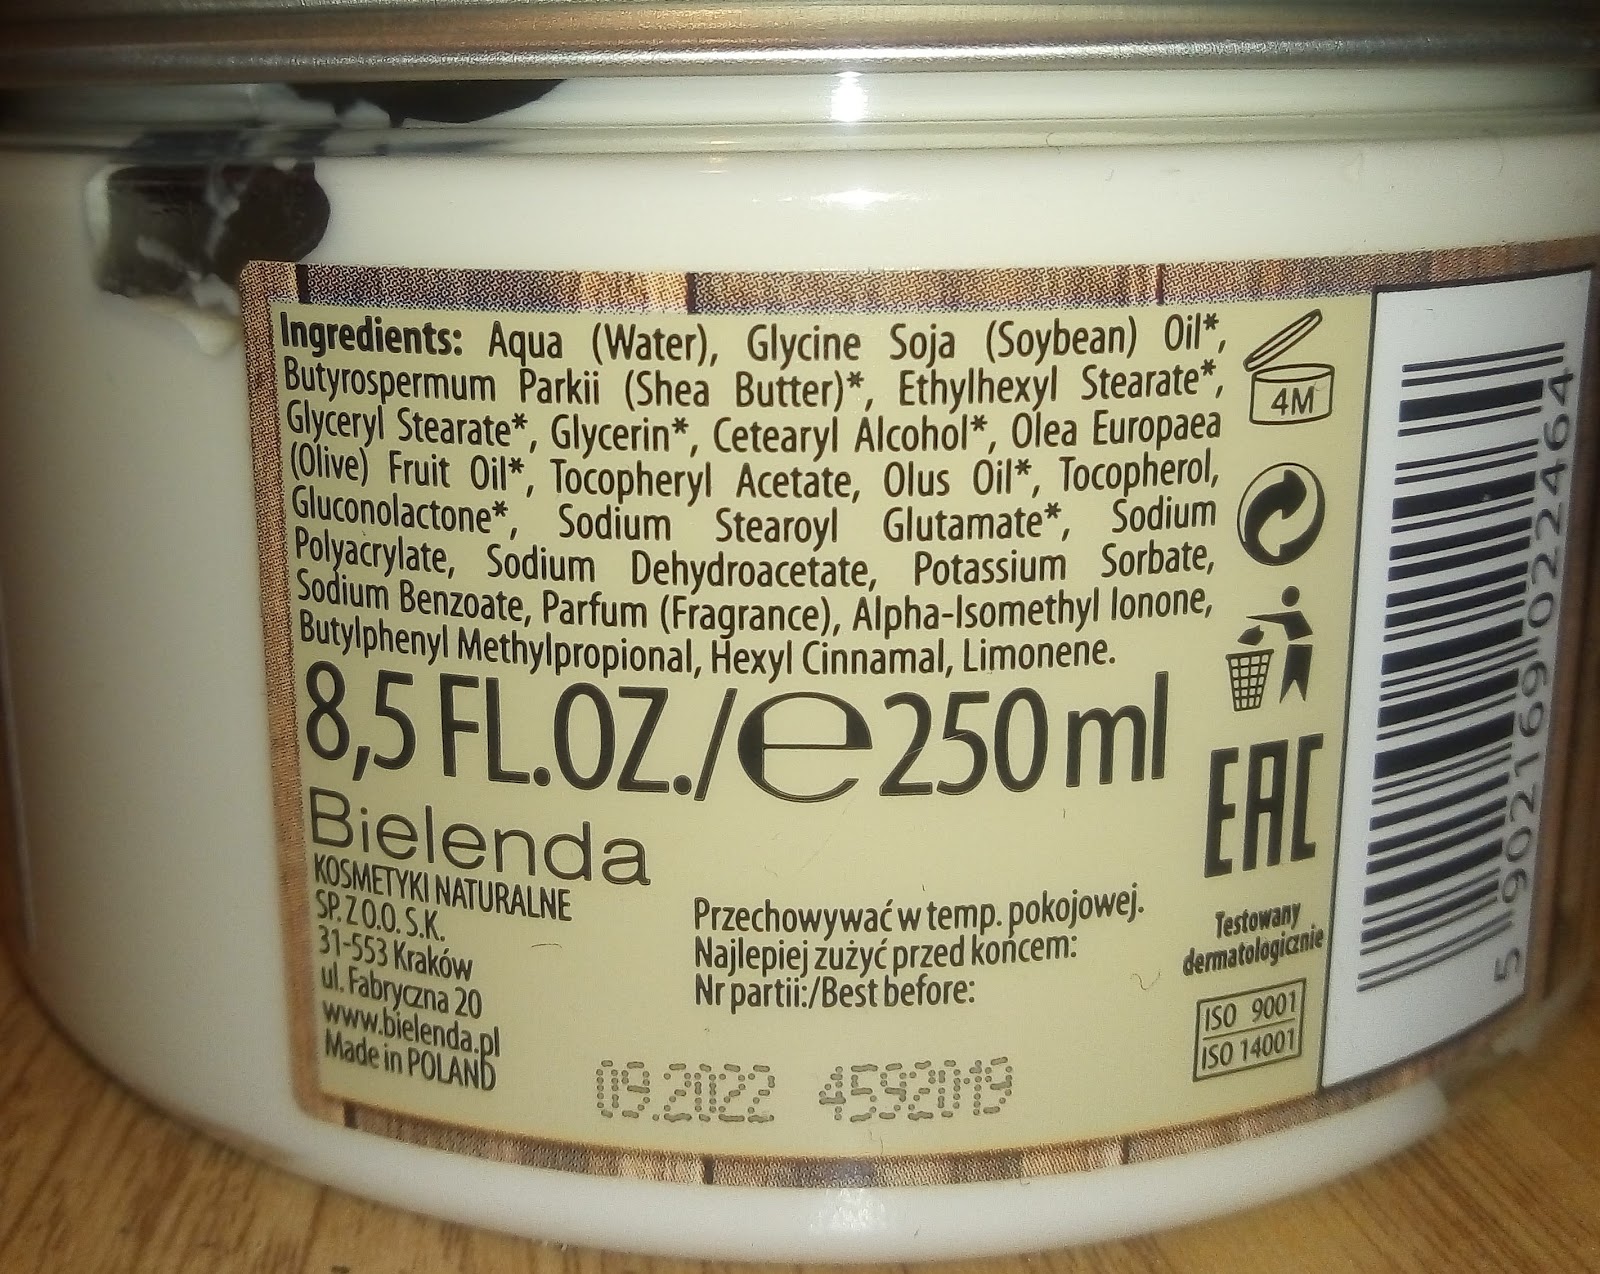 Ingredients: Aqua (Water), Glycine Soja (Soybean) Oil*,
Butyrospermum Parkii (Shea Butter)*, Ethylhexyl Stearate*,
Glyceryl Stearate*, Glycerin*, Cetearyl Alcohol*, Olea Europaea
(Olive) Fruit Oil*, Tocopheryl Acetate, Olus Oil*, Tocopherol,
Gluconolactone*, Sodium Stearoyl Glutamate*, Sodium
Polyacrylate, Sodium Dehydroacetate, Potassium Sorbate,
Sodium Benzoate, Parfum (Fragrance), Alpha-Isomethyl Ionone,
Butylphenyl Methylpropional, Hexyl Cinnamal, Limonene.
8,5 FL.OZ./e250 ml
Bielenda
KOSMETYKI NATURALNE
SP. Z O.O. S.K.
31-553 Kraków
ul. Fabryczna 20
www.bielenda.pl
Made in POLAND
Przechowywać w temp. pokojowej.
Najlepiej zużyć przed końcem:
Nr partii:/Best before:
09.2022 4592019
4M
EAC
Testowany
dermatologicznie
ISO 9001
ISO 14001
5 902169 022464